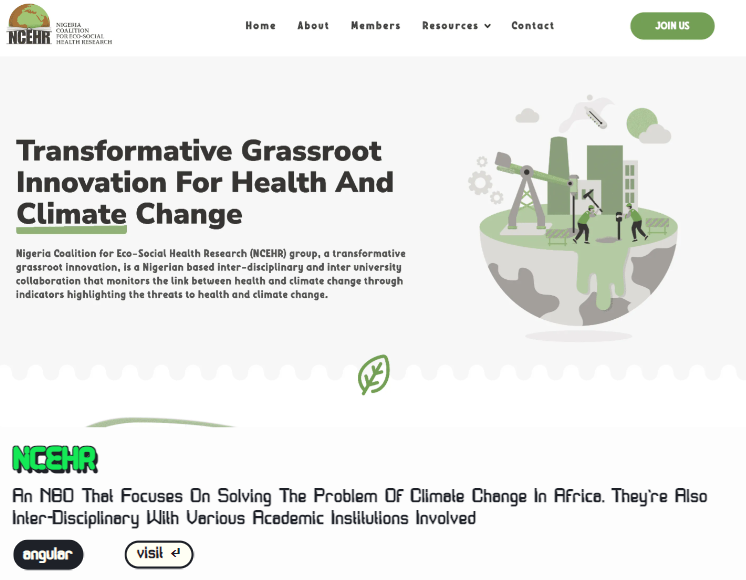 NCEHR
NIGERIA
COALITION
FOR ECO-SOCIAL
HEALTH RESEARCH
Home About Members Resources Contact JOIN US
Transformative Grassroot
Innovation For Health And
Climate Change
Nigeria Coalition for Eco-Social Health Research (NCEHR) group, a transformative
grassroot innovation, is a Nigerian based inter-disciplinary and inter university
collaboration that monitors the link between health and climate change through
indicators highlighting the threats to health and climate change.
NCEHR
An NGO That Focuses On Solving The Problem Of Climate Change In Africa. They're Also
Inter-Disciplinary With Various Academic Institutions Involved
angular visit